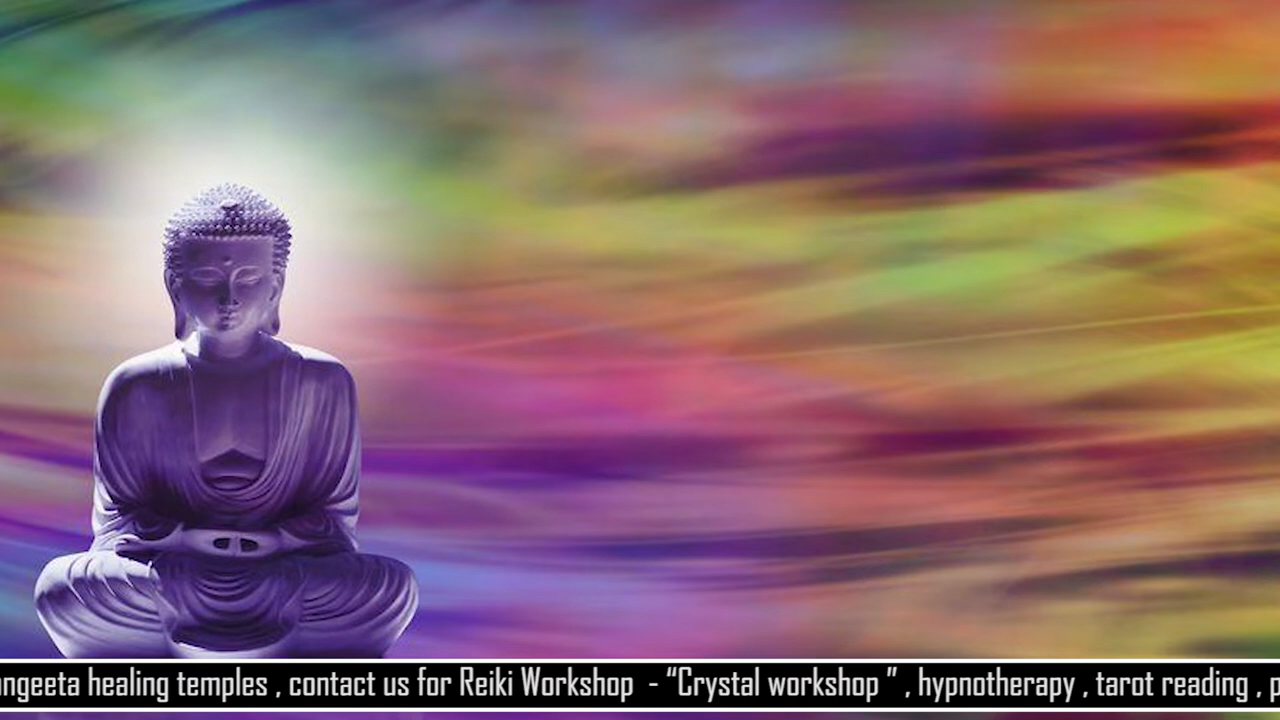 ngeeta healing temples , contact us for Reiki Workshop - “Crystal workshop ” , hypnotherapy , tarot reading , p